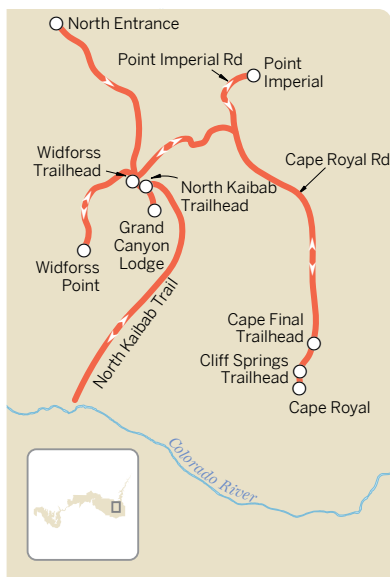 North Entrance
Point Imperial Rd
Point
Imperial
Widforss
Trailhead
Cape Royal Rd
North Kaibab
Trailhead
Grand
Canyon
Lodge
Widforss
Point
North Kaibab Trail
Cape Final
Trailhead
Cliff Springs
Trailhead
Cape Royal
Colorado River